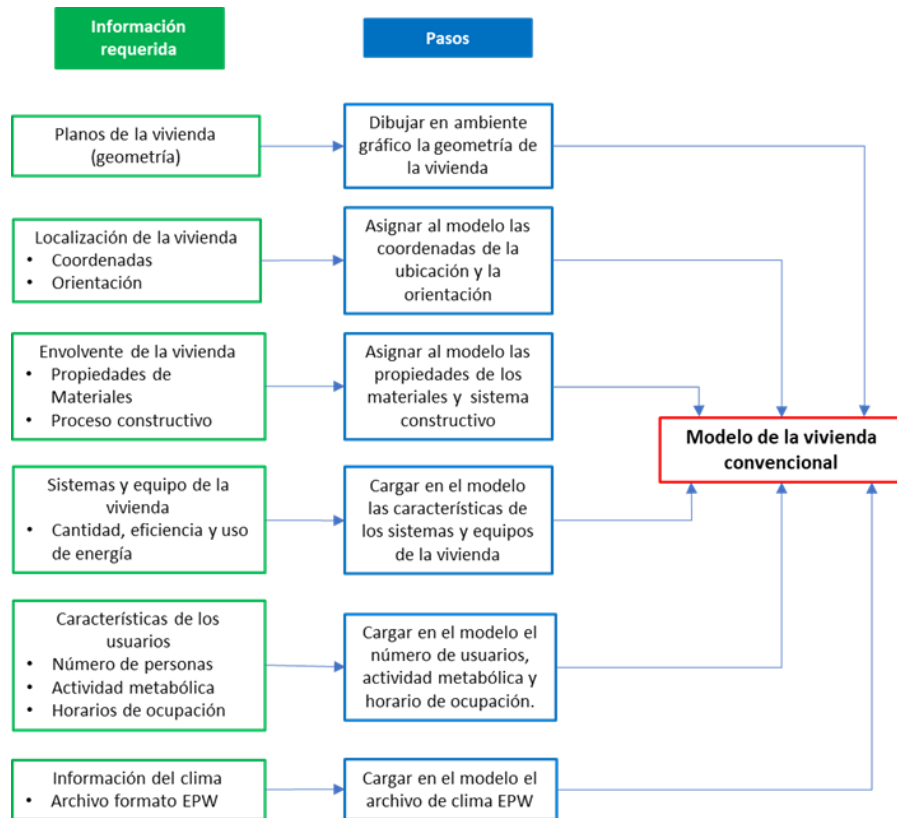 Información
requerida
Pasos
Planos de la vivienda
(geometría)
Dibujar en ambiente
gráfico la geometría de
la vivienda
Localización de la vivienda
• Coordenadas
• Orientación
Asignar al modelo las
coordenadas de la
ubicación y la
orientación
Envolvente de la vivienda
• Propiedades de
Materiales
• Proceso constructivo
Asignar al modelo las
propiedades de los
materiales y sistema
constructivo
Modelo de la vivienda
convencional
Sistemas y equipo de la
vivienda
• Cantidad, eficiencia y uso
de energía
Cargar en el modelo
las características de
los sistemas y equipos
de la vivienda
Características de los
usuarios
• Número de personas
• Actividad metabólica
• Horarios de ocupación
Cargar en el modelo el
número de usuarios,
actividad metabólica y
horario de ocupación.
Información del clima
• Archivo formato EPW
Cargar en el modelo el
archivo de clima EPW